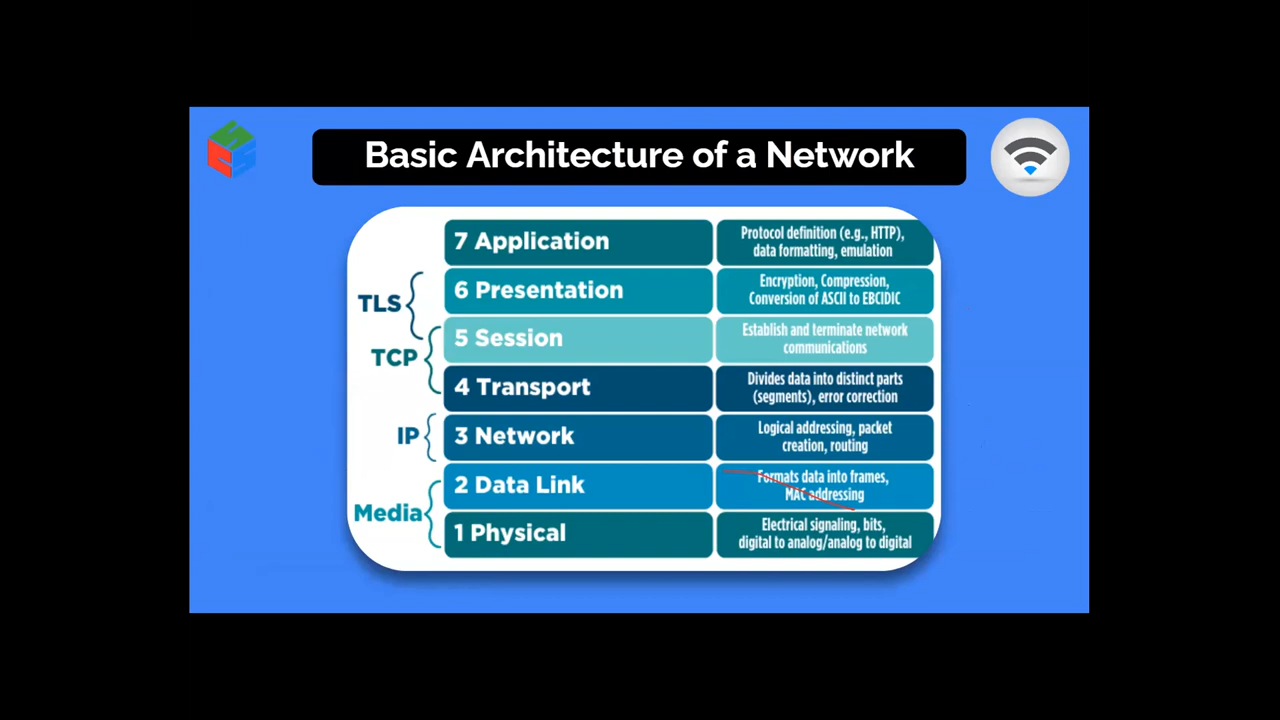 Basic Architecture of a Network
7 Application
Protocol definition (e.g., HTTP),
data formatting, emulation
TLS
6 Presentation
Encryption, Compression,
Conversion of ASCII to EBCIDIC
5 Session
Establish and terminate network
communications
TCP
4 Transport
Divides data into distinct parts
(segments), error correction
IP
3 Network
Logical addressing, packet
creation, routing
2 Data Link
Formats data into frames,
MAC addressing
Media
1 Physical
Electrical signaling, bits,
digital to analog/analog to digital